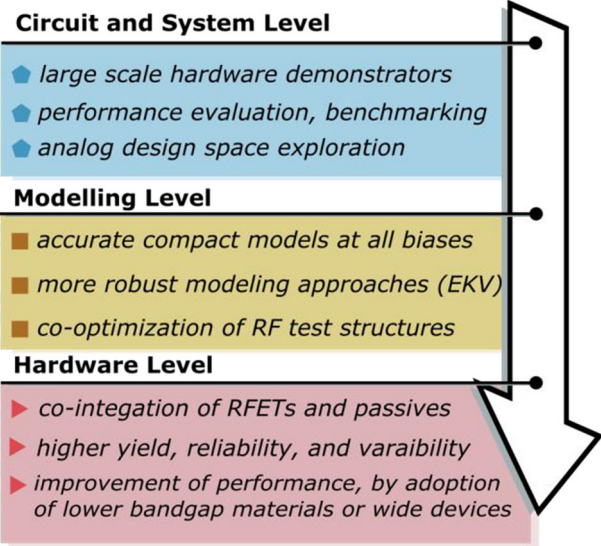 Circuit and System Level
large scale hardware demonstrators
performance evaluation, benchmarking
analog design space exploration
Modelling Level
accurate compact models at all biases
more robust modeling approaches (EKV)
co-optimization of RF test structures
Hardware Level
co-integation of RFETs and passives
higher yield, reliability, and varaibility
improvement of performance, by adoption
of lower bandgap materials or wide devices